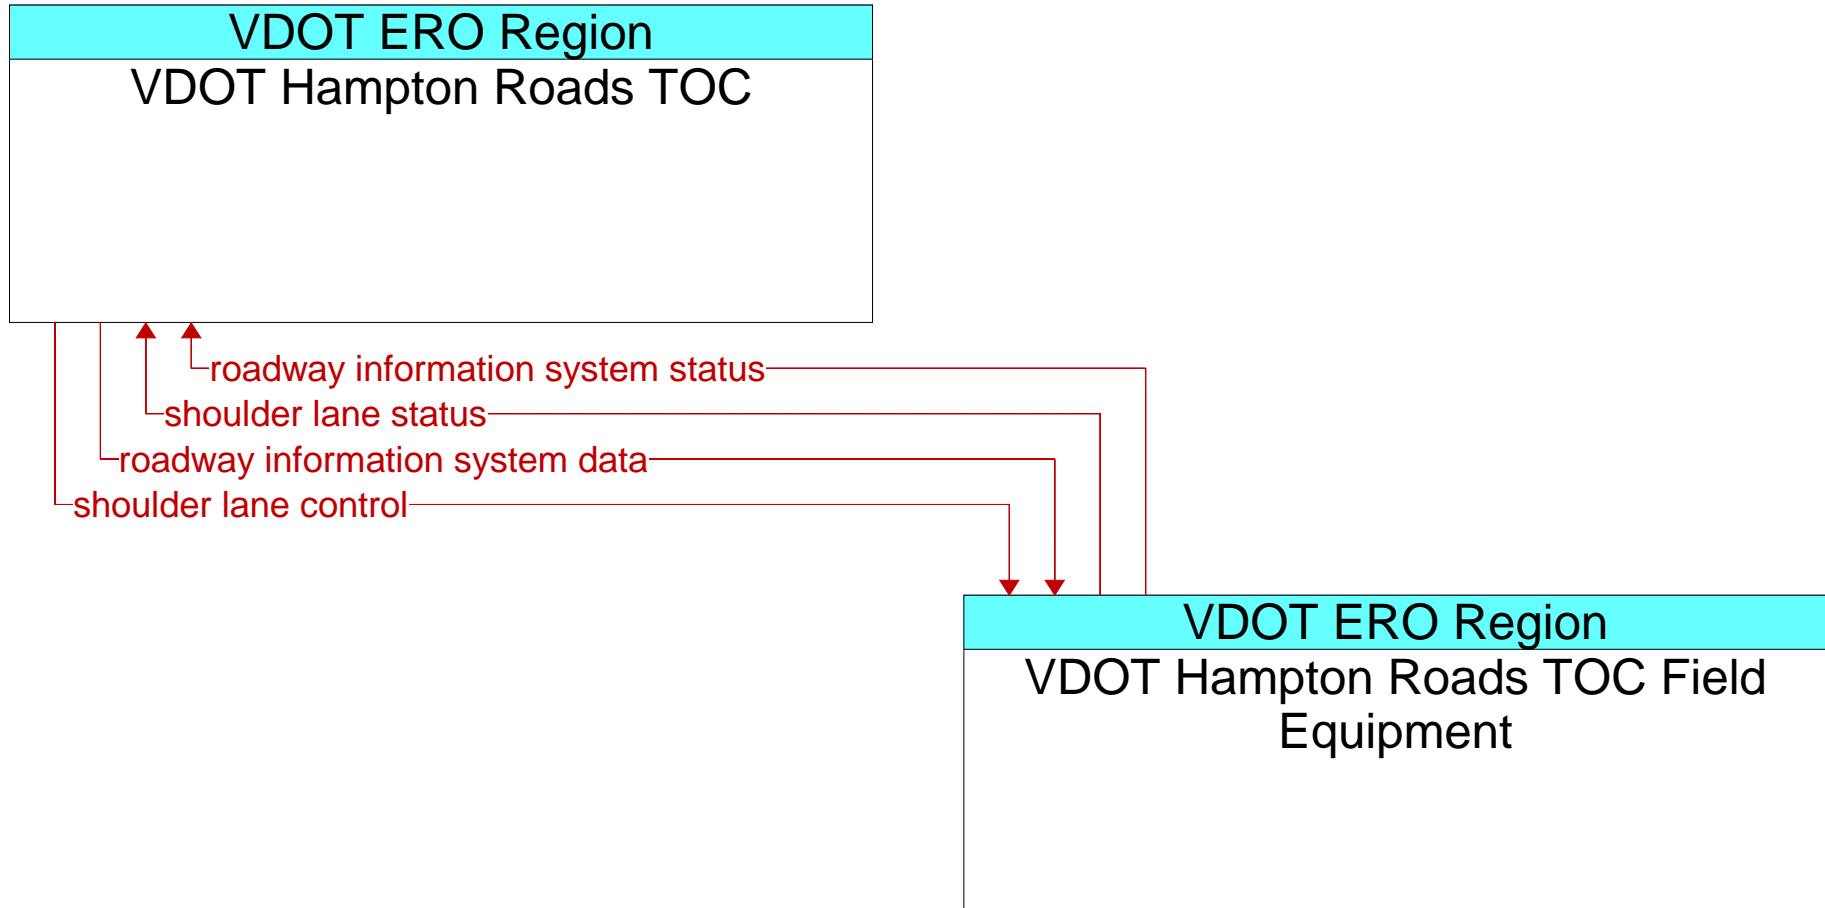 VDOT ERO Region
VDOT Hampton Roads TOC
roadway information system status
shoulder lane status
roadway information system data
shoulder lane control
VDOT ERO Region
VDOT Hampton Roads TOC Field
Equipment